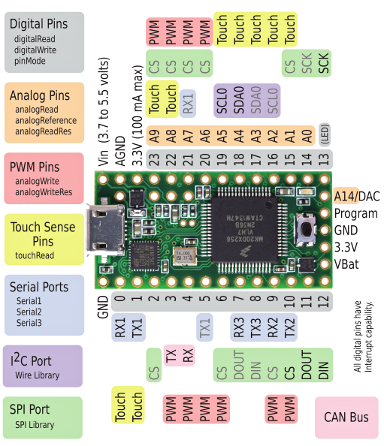 Digital Pins
digitalRead
digitalWrite
pinMode
Analog Pins
analogRead
analogReference
analogReadRes
PWM Pins
analogWrite
analogWriteRes
Touch Sense
Pins
touchRead
Serial Ports
Serial1
Serial2
Serial3
I2C Port
Wire Library
SPI Port
SPI Library
PWM PWM PWM PWM Touch Touch Touch Touch
CS CS CS CS CS SCK SCK
Touch Touch RX1 SCL0 SDA0 SDA0 SCL0
Vin (3.7 to 5.5 volts)
AGND
3.3V (100 mA max)
A9 A8 A7 A6 A5 A4 A3 A2 A1 A0 (LED)
23 22 21 20 19 18 17 16 15 14 13
A14/DAC
Program
GND
3.3V
VBat
MK20DX256
VLH7
GND 0 1 2 3 4 5 6 7 8 9 10 11 12
RX1 TX1 TX1 RX3 TX3 RX2 TX2
TX RX
CS CS DOUT DIN CS CS DOUT DIN
Touch Touch PWM PWM PWM PWM PWM PWM
All digital pins have
Interrupt capability.
CAN Bus